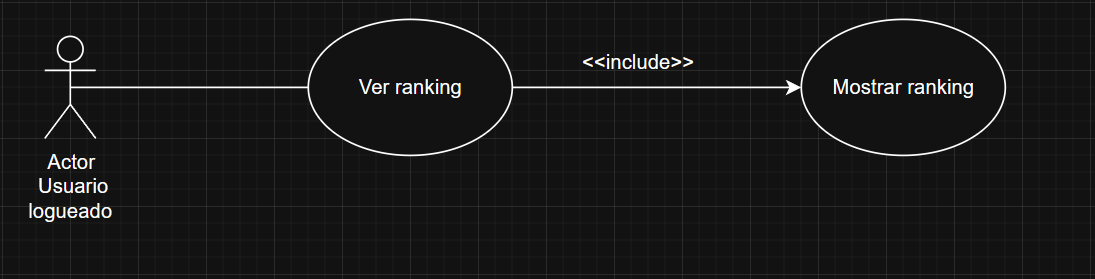 <<include>>
Ver ranking
Mostrar ranking
Actor
Usuario
logueado